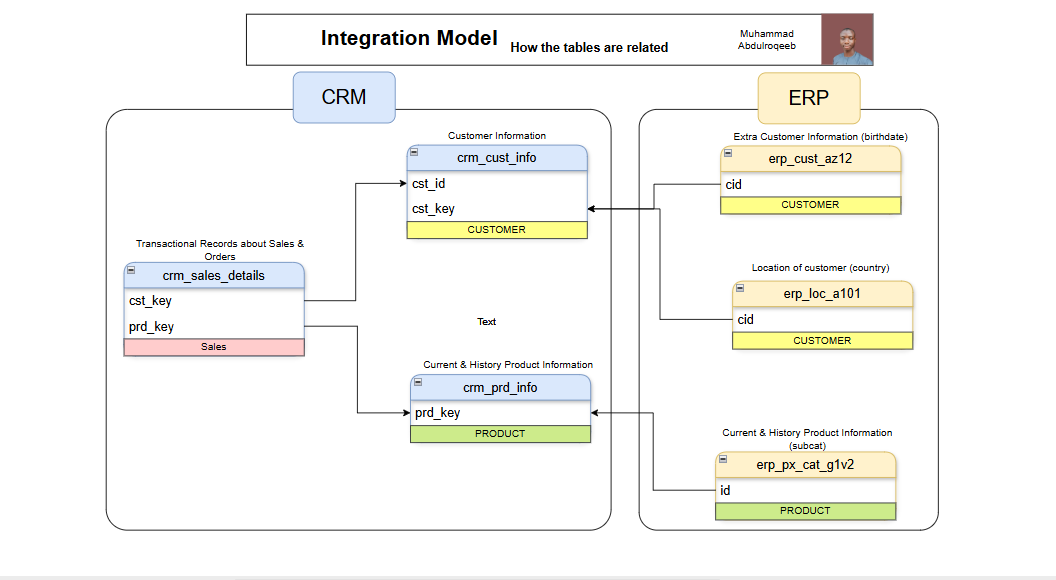 Integration Model How the tables are related
Muhammad
Abdulroqeeb
CRM
ERP
Customer Information
crm_cust_info
cst_id
cst_key
CUSTOMER
Transactional Records about Sales &
Orders
crm_sales_details
cst_key
prd_key
Sales
Text
Current & History Product Information
crm_prd_info
prd_key
PRODUCT
Extra Customer Information (birthdate)
erp_cust_az12
cid
CUSTOMER
Location of customer (country)
erp_loc_a101
cid
CUSTOMER
Current & History Product Information
(subcat)
erp_px_cat_g1v2
id
PRODUCT